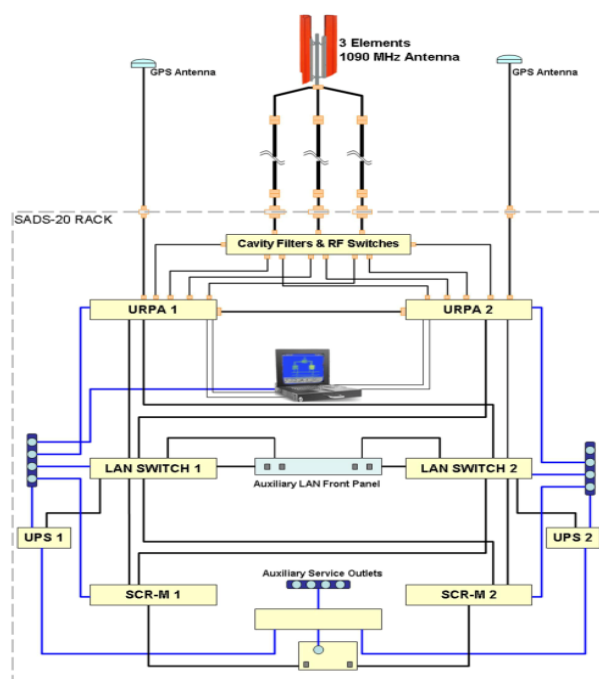 3 Elements
1090 MHz Antenna
GPS Antenna
GPS Antenna
SADS-20 RACK
Cavity Filters & RF Switches
URPA 1
URPA 2
LAN SWITCH 1
LAN SWITCH 2
Auxiliary LAN Front Panel
UPS 1
UPS 2
Auxiliary Service Outlets
SCR-M 1
SCR-M 2